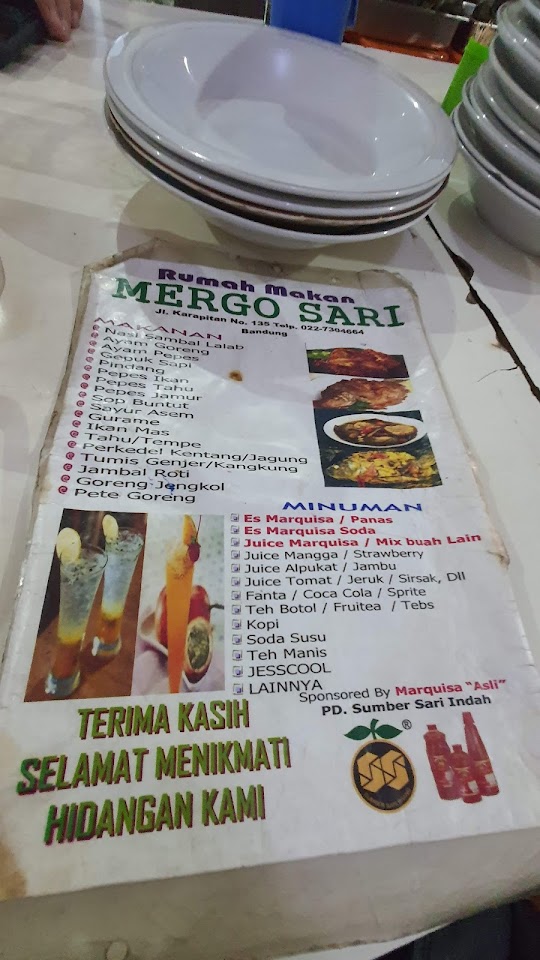 Rumah Makan
MERGO SARI
Jl. Karapitan No. 135 Telp. 022-7304664
Bandung
MAKANAN
Nasi Sambal Lalab
Ayam Goreng
Ayam Pepes
Gepuk Sapi
Pindang
Pepes Ikan
Pepes Tahu
Pepes Jamur
Sop Buntut
Sayur Asem
Gurame
Ikan Mas
Tahu/Tempe
Perkedel Kentang/Jagung
Tumis Genjer/Kangkung
Jambal Roti
Goreng Jengkol
Pete Goreng
MINUMAN
Es Marquisa / Panas
Es Marquisa Soda
Juice Marquisa / Mix buah Lain
Juice Mangga / Strawberry
Juice Alpukat / Jambu
Juice Tomat / Jeruk / Sirsak, Dll
Fanta / Coca Cola / Sprite
Teh Botol / Fruitea / Tebs
Kopi
Soda Susu
Teh Manis
JESSCOOL
LAINNYA
Sponsored By Marquisa "Asli"
PD. Sumber Sari Indah
®
TERIMA KASIH
SELAMAT MENIKMATI
HIDANGAN KAMI